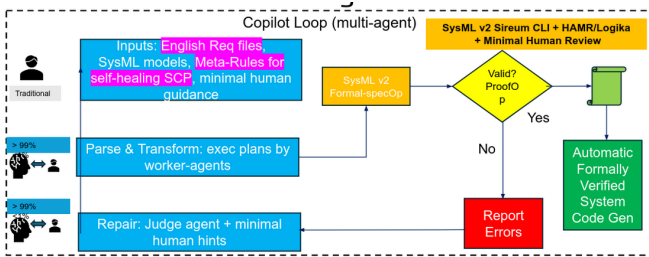 Copilot Loop (multi-agent)
SysML v2 Sireum CLI + HAMR/Logika
+ Minimal Human Review
Inputs: English Req files,
SysML models, Meta-Rules for
self-healing SCP, minimal human
guidance
Traditional
SysML v2
Formal-specOp
Valid?
ProofO
p
Yes
No
> 99%
Parse & Transform: exec plans by
worker-agents
Automatic
Formally
Verified
System
Code Gen
> 99%
Repair: Judge agent + minimal
human hints
Report
Errors